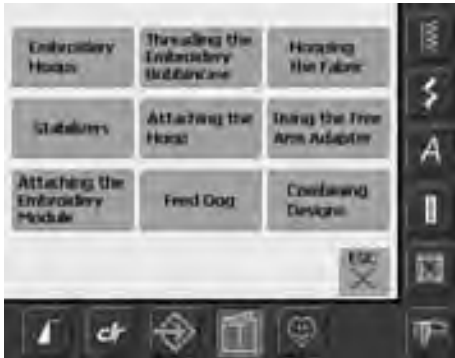 Embroidery
Hoops
Threading the
Embroidery
Bobbincase
Hooping
the Fabric
Stabilizers
Attaching the
Hoop
Using the Free
Arm Adapter
Attaching the
Embroidery
Module
Feed Dog
Combining
Designs
ESC
A
clr